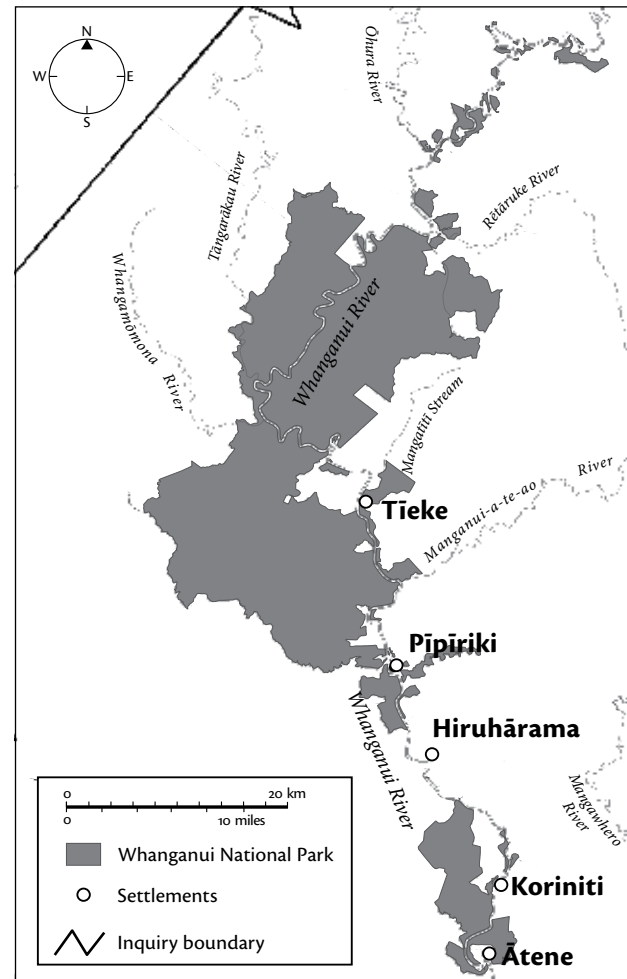 N
W E
S
Ōhura River
Tāngarākau River
Rētāruke River
Whangamōmona
River
Whanganui River
Mangatītī Stream
Manganui-a-te-ao River
Tīeke
Pīpīriki
Hiruhārama
Whanganui River
Mangawhero
River
Koriniti
Ātene
0 20 km
0 10 miles
Whanganui National Park
Settlements
Inquiry boundary